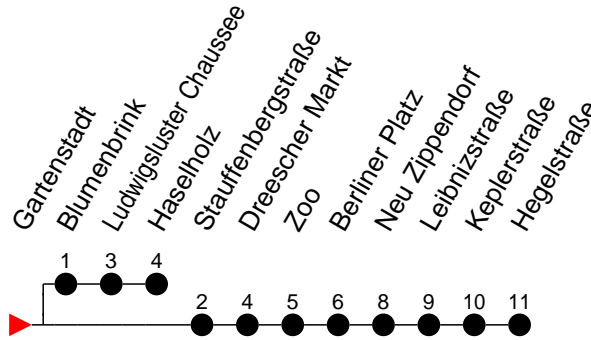 Gartenstadt
Blumenbrink
Ludwigsluster Chaussee
Haselholz
Stauffenbergstraße
Dreescher Markt
Zoo
Berliner Platz
Neu Zippendorf
Leibnizstraße
Keplerstraße
Hegelstraße
1 3 4
2 4 5 6 8 9 10 11